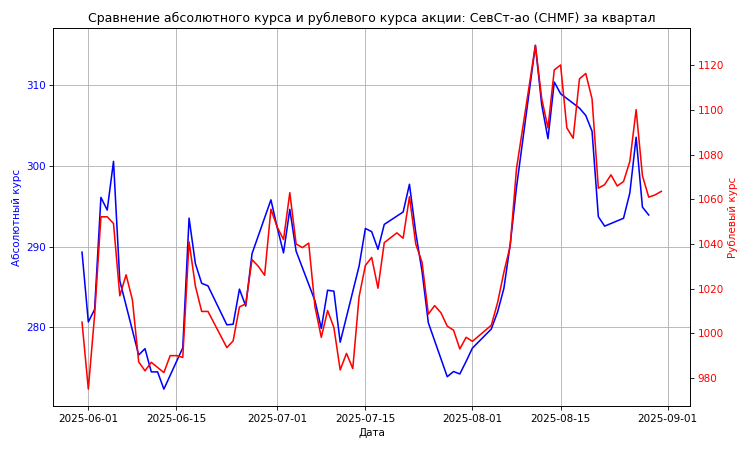 Сравнение абсолютного курса и рублевого курса акции: СевСт-ао (CHMF) за квартал
Абсолютный курс
310
300
290
280
1120
1100
1080
1060
1040
1020
1000
980
Рублевый курс
2025-06-01 2025-06-15 2025-07-01 2025-07-15 2025-08-01 2025-08-15 2025-09-01
Дата